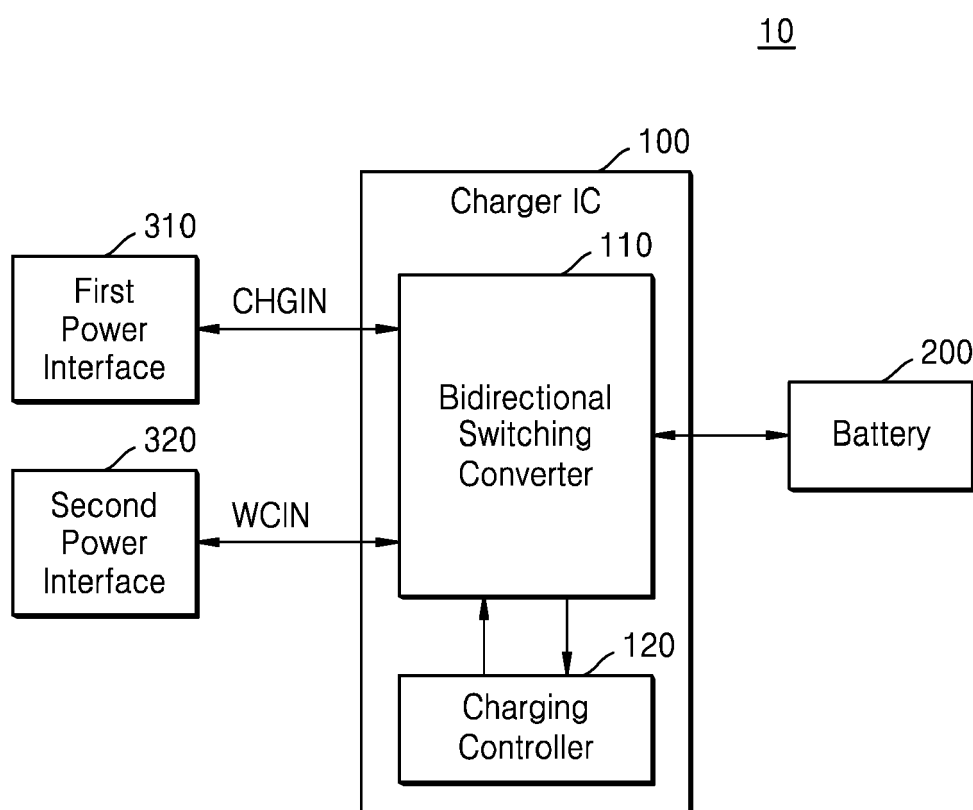 10
100
Charger IC
310
First
Power
Interface
CHGIN
110
Bidirectional
Switching
Converter
200
Battery
320
Second
Power
Interface
WCIN
120
Charging
Controller